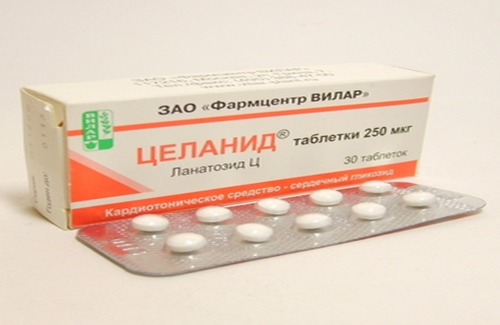 ЗАО «Фармцентр ВИЛАР»
ЦЕЛАНИД® таблетки 250 мкг
Ланатозид Ц
30 таблеток
Кардиотоническое средство - сердечный гликозид